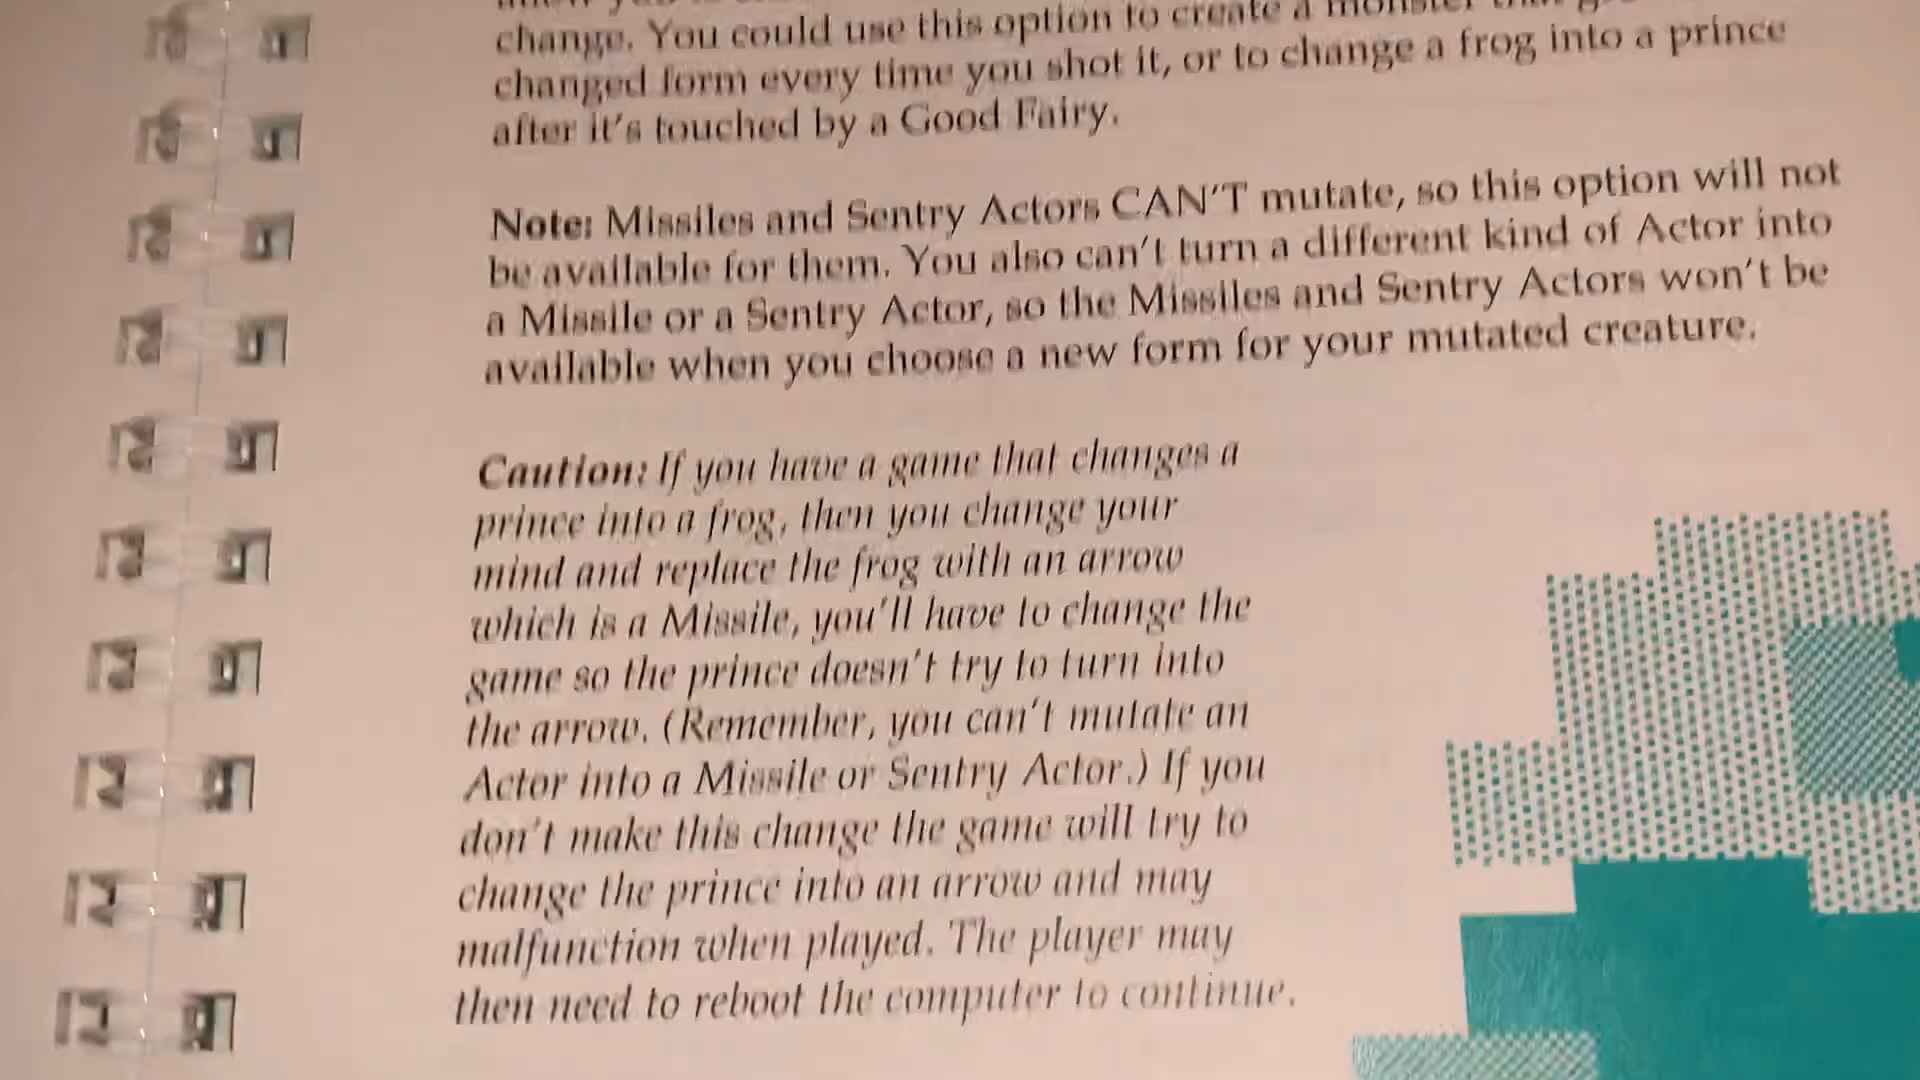 change. You could use this option to create a monster that
changed form every time you shot it, or to change a frog into a prince
after it's touched by a Good Fairy.
Note: Missiles and Sentry Actors CAN'T mutate, so this option will not
be available for them. You also can't turn a different kind of Actor into
a Missile or a Sentry Actor, so the Missiles and Sentry Actors won't be
available when you choose a new form for your mutated creature.
Caution: If you have a game that changes a
prince into a frog, then you change your
mind and replace the frog with an arrow
which is a Missile, you'll have to change the
game so the prince doesn't try to turn into
the arrow. (Remember, you can't mutate an
Actor into a Missile or Sentry Actor.) If you
don't make this change the game will try to
change the prince into an arrow and may
malfunction when played. The player may
then need to reboot the computer to continue.